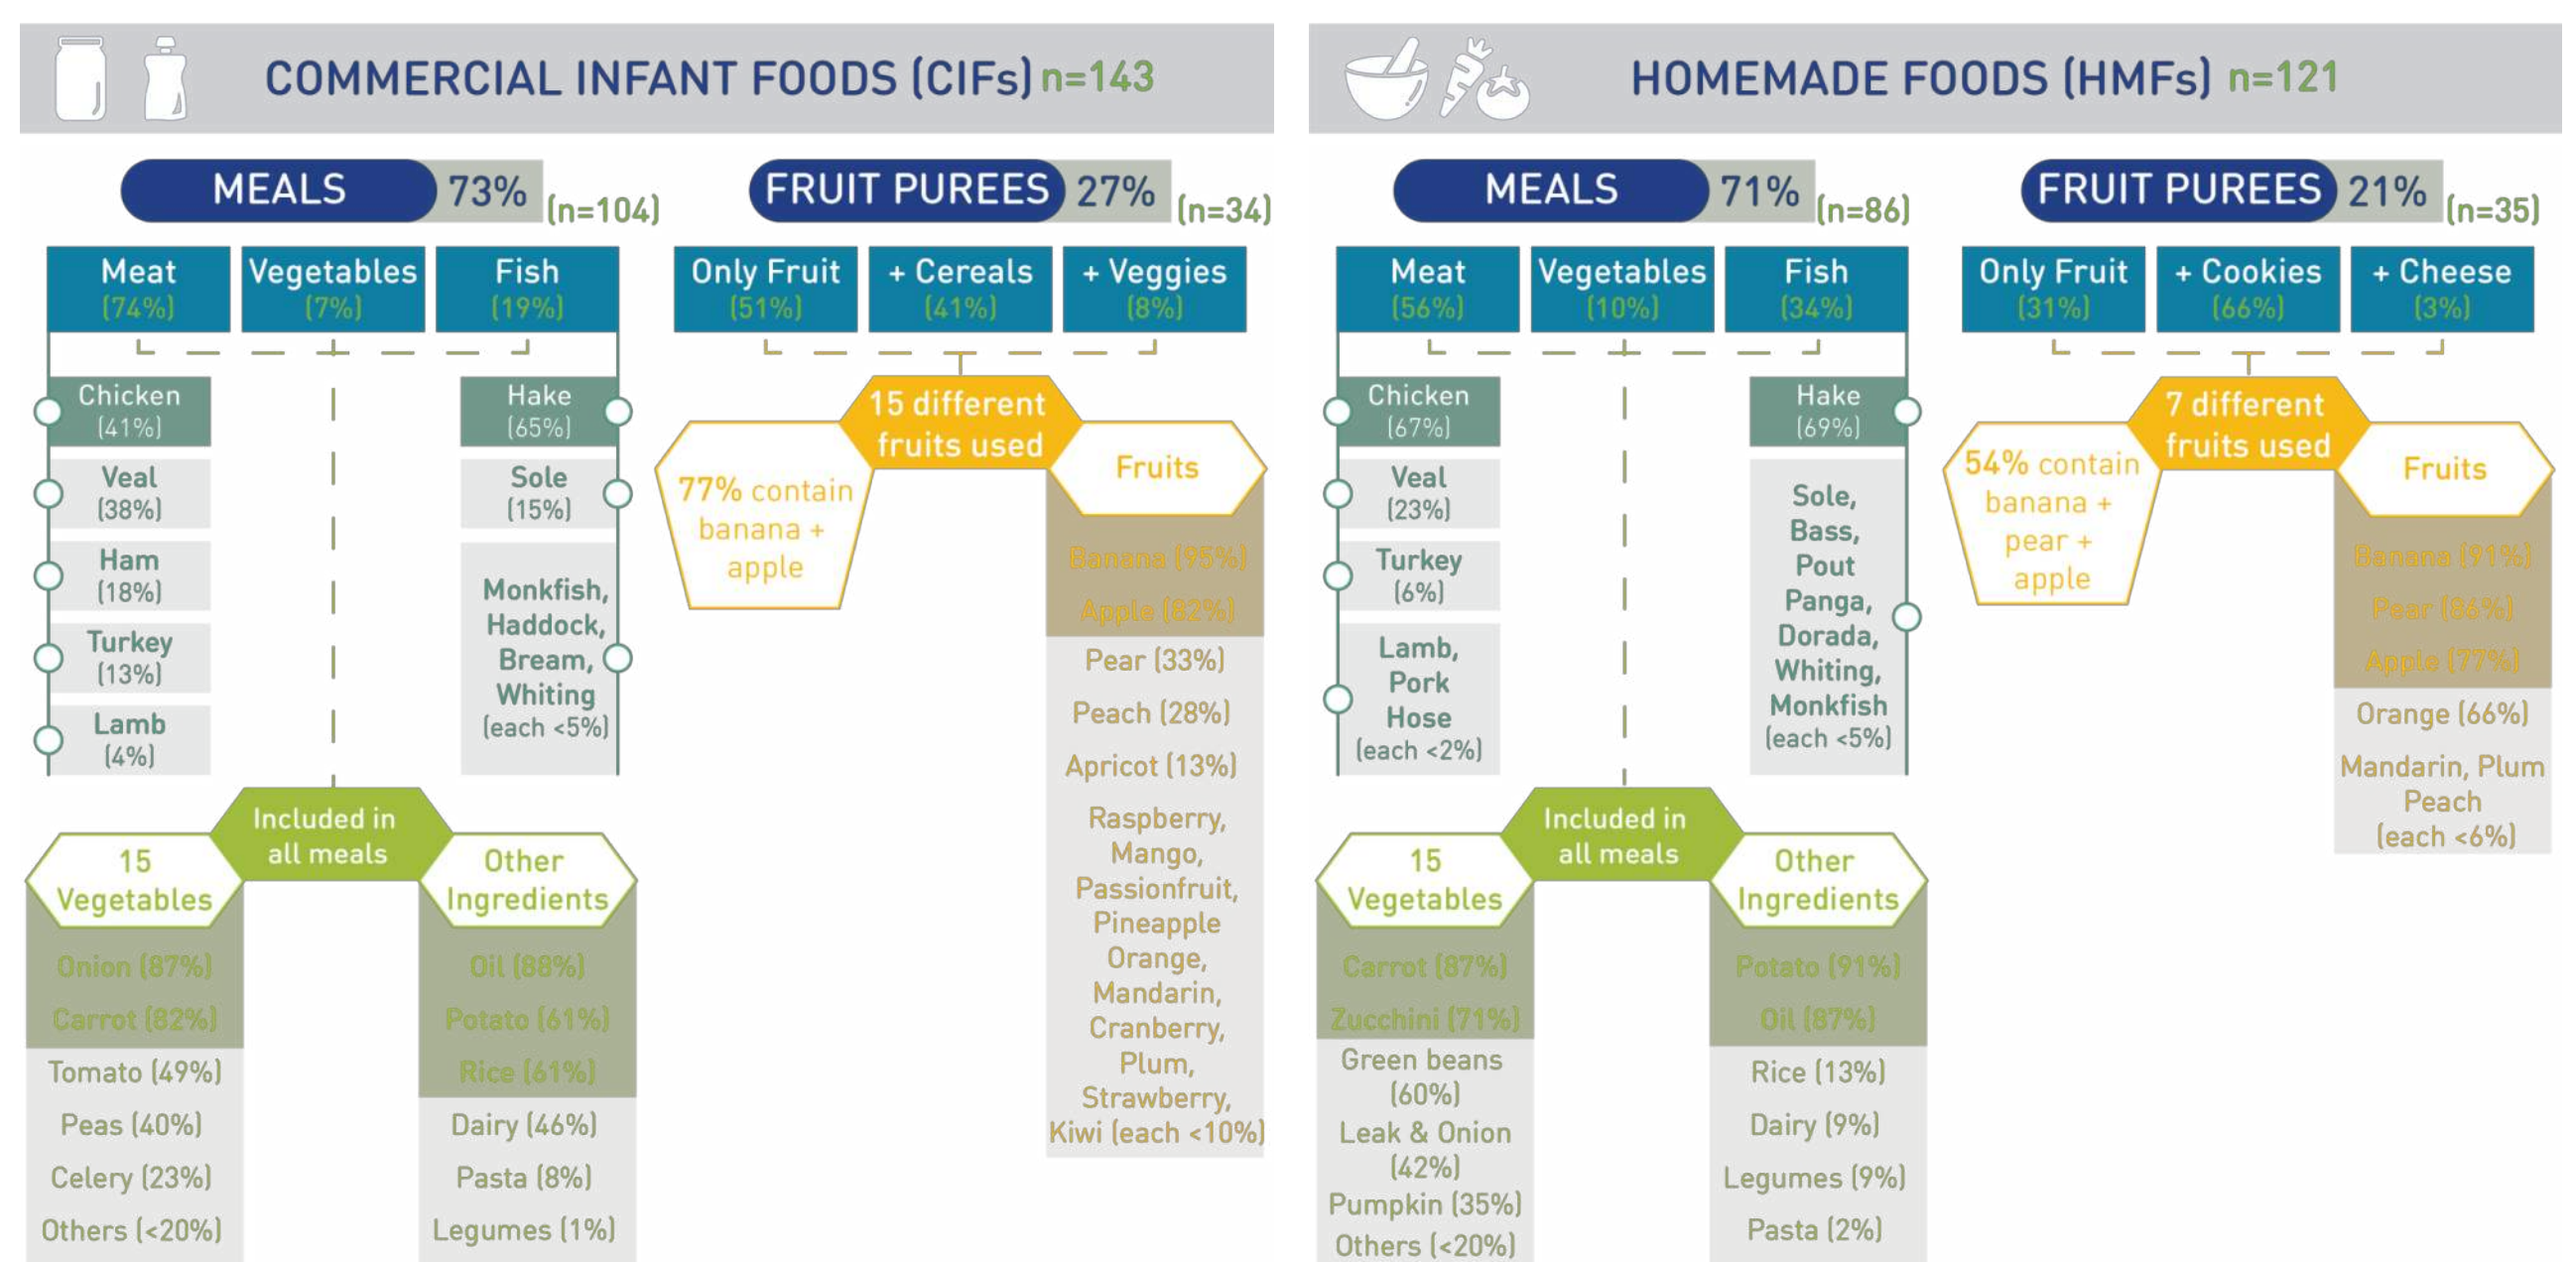 COMMERCIAL INFANT FOODS (CIFs) n=143
MEALS 73% (n=104)
FRUIT PUREES 27% (n=34)
Meat
(74%)
Vegetables
(7%)
Fish
(19%)
Only Fruit
(51%)
+ Cereals
(41%)
+ Veggies
(8%)
Chicken
(41%)
Veal
(38%)
Ham
(18%)
Turkey
(13%)
Lamb
(4%)
Hake
(65%)
Sole
(15%)
Monkfish,
Haddock,
Bream,
Whiting
(each <5%)
15 different
fruits used
77% contain
banana +
apple
Fruits
Banana (95%)
Apple (82%)
Pear (33%)
Peach (28%)
Apricot (13%)
Raspberry,
Mango,
Passionfruit,
Pineapple
Orange,
Mandarin,
Cranberry,
Plum,
Strawberry,
Kiwi (each <10%)
Included in
all meals
15
Vegetables
Onion (87%)
Carrot (82%)
Tomato (49%)
Peas (40%)
Celery (23%)
Others (<20%)
Other
Ingredients
Oil (88%)
Potato (61%)
Rice (61%)
Dairy (46%)
Pasta (8%)
Legumes (1%)
HOMEMADE FOODS (HMFs) n=121
MEALS 71% (n=86)
FRUIT PUREES 21% (n=35)
Meat
(56%)
Vegetables
(10%)
Fish
(34%)
Only Fruit
(31%)
+ Cookies
(66%)
+ Cheese
(3%)
Chicken
(67%)
Veal
(23%)
Turkey
(6%)
Lamb,
Pork
Hose
(each <2%)
Hake
(69%)
Sole,
Bass,
Pout
Panga,
Dorada,
Whiting,
Monkfish
(each <5%)
7 different
fruits used
54% contain
banana +
pear +
apple
Fruits
Banana (91%)
Pear (86%)
Apple (77%)
Orange (66%)
Mandarin, Plum
Peach
(each <6%)
Included in
all meals
15
Vegetables
Carrot (87%)
Zucchini (71%)
Green beans
(60%)
Leak & Onion
(42%)
Pumpkin (35%)
Others (<20%)
Other
Ingredients
Potato (91%)
Oil (87%)
Rice (13%)
Dairy (9%)
Legumes (9%)
Pasta (2%)